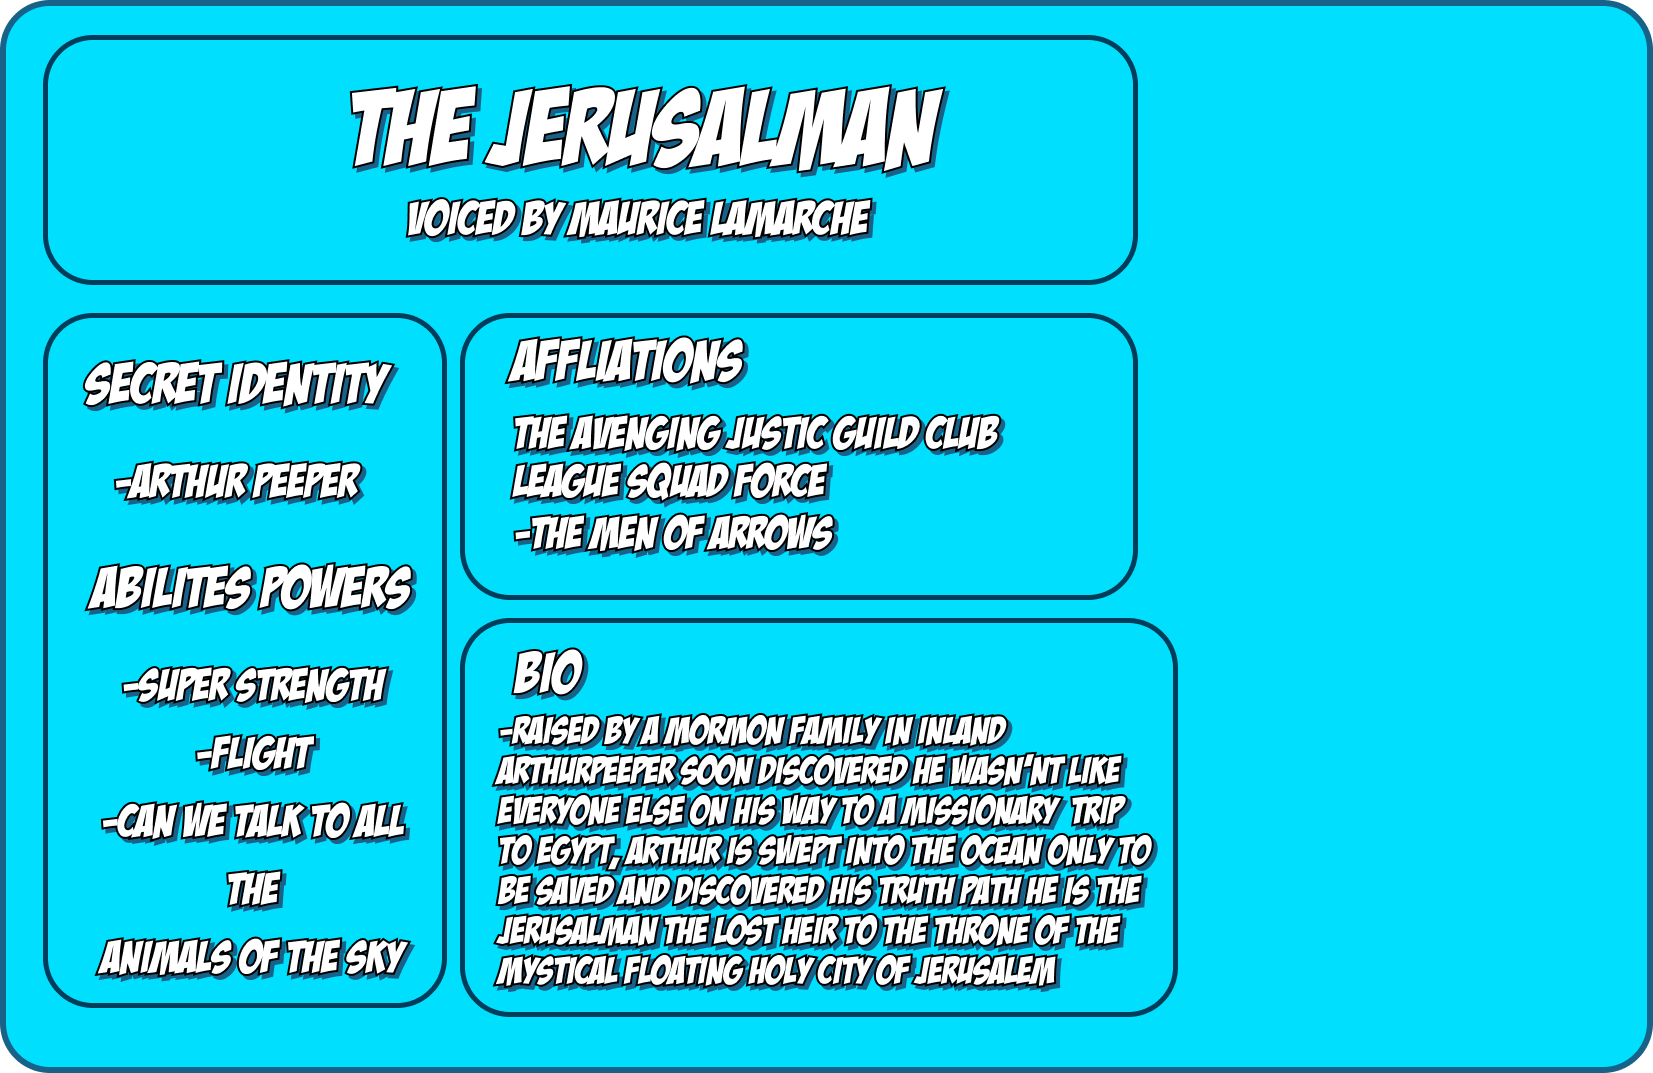 THE JERUSALMAN
VOICED BY MAURICE LAMARCHE
SECRET IDENTITY
-ARTHUR PEEPER
ABILITES POWERS
-SUPER STRENGTH
-FLIGHT
-CAN WE TALK TO ALL
THE
ANIMALS OF THE SKY
AFFLIATIONS
THE AVENGING JUSTIC GUILD CLUB
LEAGUE SQUAD FORCE
-THE MEN OF ARROWS
BIO
-RAISED BY A MORMON FAMILY IN INLAND
ARTHURPEEPER SOON DISCOVERED HE WASN'NT LIKE
EVERYONE ELSE ON HIS WAY TO A MISSIONARY TRIP
TO EGYPT, ARTHUR IS SWEPT INTO THE OCEAN ONLY TO
BE SAVED AND DISCOVERED HIS TRUTH PATH HE IS THE
JERUSALMAN THE LOST HEIR TO THE THRONE OF THE
MYSTICAL FLOATING HOLY CITY OF JERUSALEM